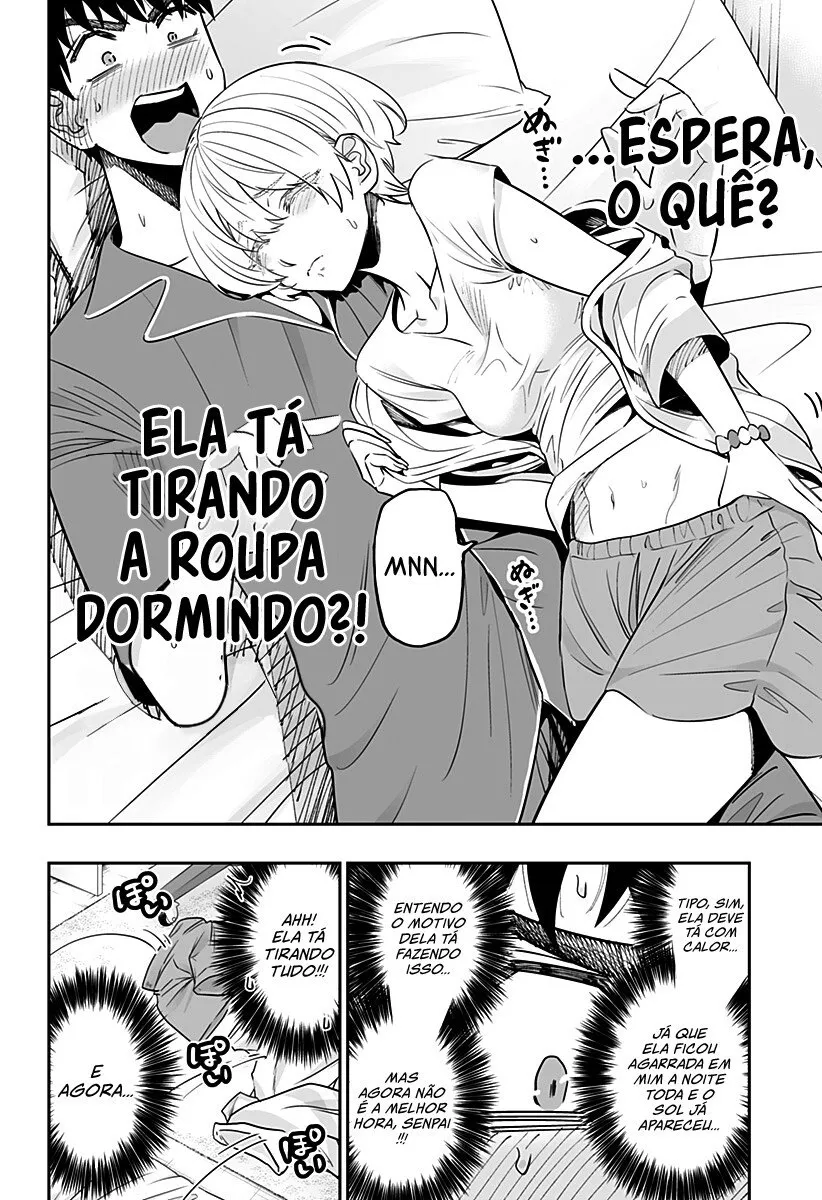 ...ESPERA,
O QUÊ?
ぬぎ…
ELA TÁ
TIRANDO
A ROUPA
DORMINDO?!
MNN...
ぬぎ…
TIPO, SIM,
ELA DEVE
TÁ COM
CALOR...
JÁ QUE
ELA FICOU
AGARRADA EM
MIM A NOITE
TODA E O SOL JÁ
APARECEU...
ENTENDO
O MOTIVO
DELA TÁ
FAZENDO
ISSO...
MAS
AGORA NÃO
É A MELHOR
HORA, SENPAI
!!!
AHH!
ELA TÁ
TIRANDO
TUDO!!!
ぽい
ぽい
ぽい
E
AGORA...